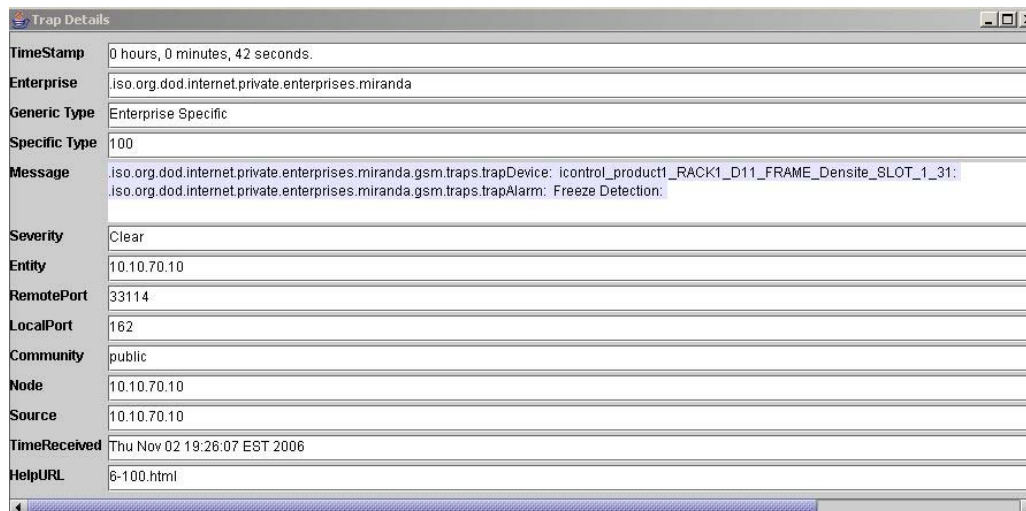 Trap Details
TimeStamp 0 hours, 0 minutes, 42 seconds.
Enterprise .iso.org.dod.internet.private.enterprises.miranda
Generic Type Enterprise Specific
Specific Type 100
Message .iso.org.dod.internet.private.enterprises.miranda.gsm.traps.trapDevice: icontrol_product1_RACK1_D11_FRAME_Densite_SLOT_1_31:
.iso.org.dod.internet.private.enterprises.miranda.gsm.traps.trapAlarm: Freeze Detection:
Severity Clear
Entity 10.10.70.10
RemotePort 33114
LocalPort 162
Community public
Node 10.10.70.10
Source 10.10.70.10
TimeReceived Thu Nov 02 19:26:07 EST 2006
HelpURL 6-100.html